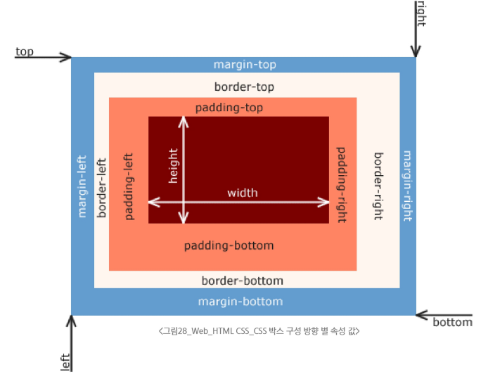 right
top
margin-top
border-top
padding-top
margin-left
border-left
padding-left
height
width
padding-right
border-right
margin-right
padding-bottom
border-bottom
margin-bottom
bottom
<그림28_Web_HTML CSS_CSS 박스 구성 방향 별 속성 값>
left